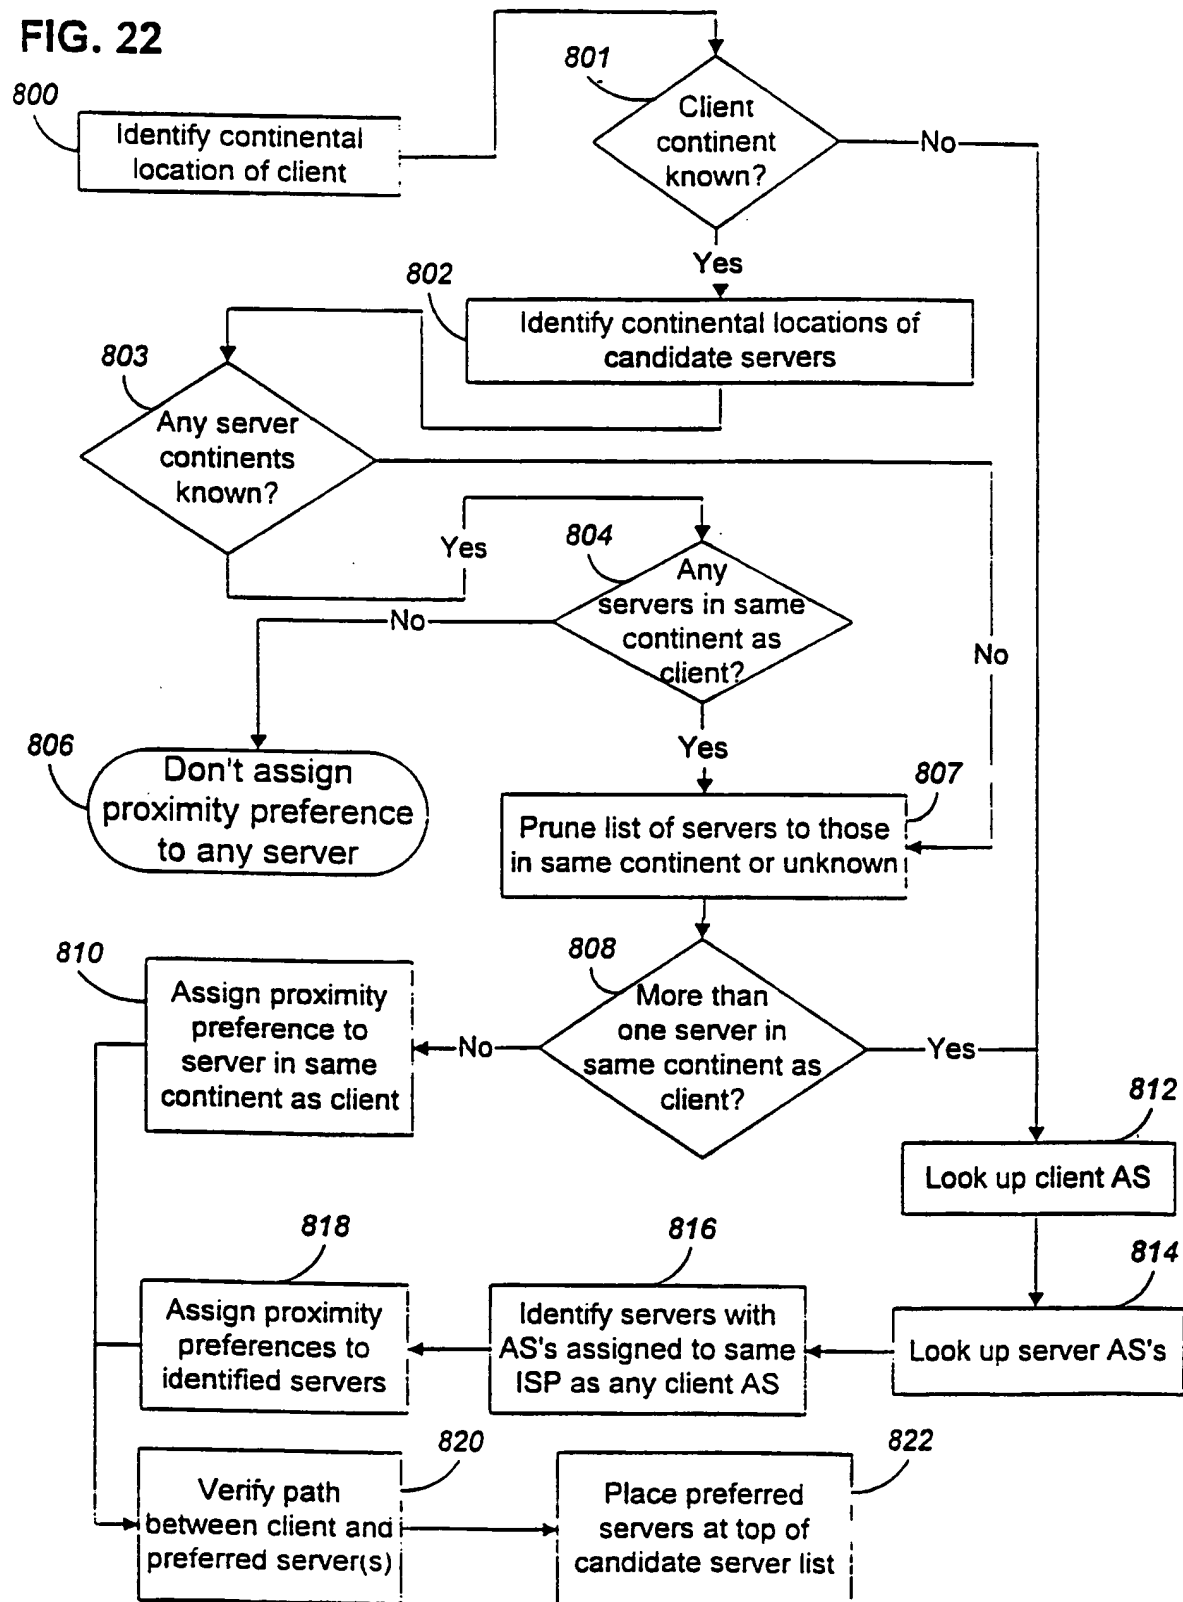 FIG. 22
800
Identify continental
location of client
801
Client
continent
known?
No
Yes
802
Identify continental locations of
candidate servers
803
Any server
continents
known?
Yes
804
Any
servers in same
continent as
client?
No
No
Yes
806
Don't assign
proximity preference
to any server
807
Prune list of servers to those
in same continent or unknown
808
More than
one server in
same continent as
client?
No
Yes
810
Assign proximity
preference to
server in same
continent as client
812
Look up client AS
814
Look up server AS's
816
Identify servers with
AS's assigned to same
ISP as any client AS
818
Assign proximity
preferences to
identified servers
820
Verify path
between client and
preferred server(s)
822
Place preferred
servers at top of
candidate server list